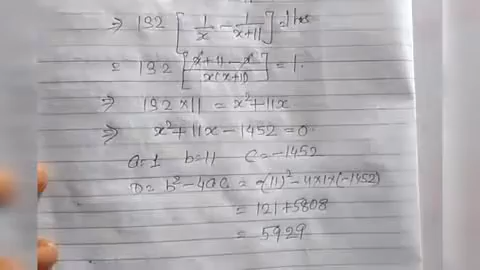 ⇒ 132 [1/x - 1/(x+11)] = 1 hrs
= 132 [(x+11-x)/(x(x+11))] = 1.
⇒ 132 × 11 = x²+11x
⇒ x²+11x-1452 = 0.
a=1 b=11 c=-1452
D= b²-4ac = (11)²-4×1×(-1452)
= 121+5808
= 5929